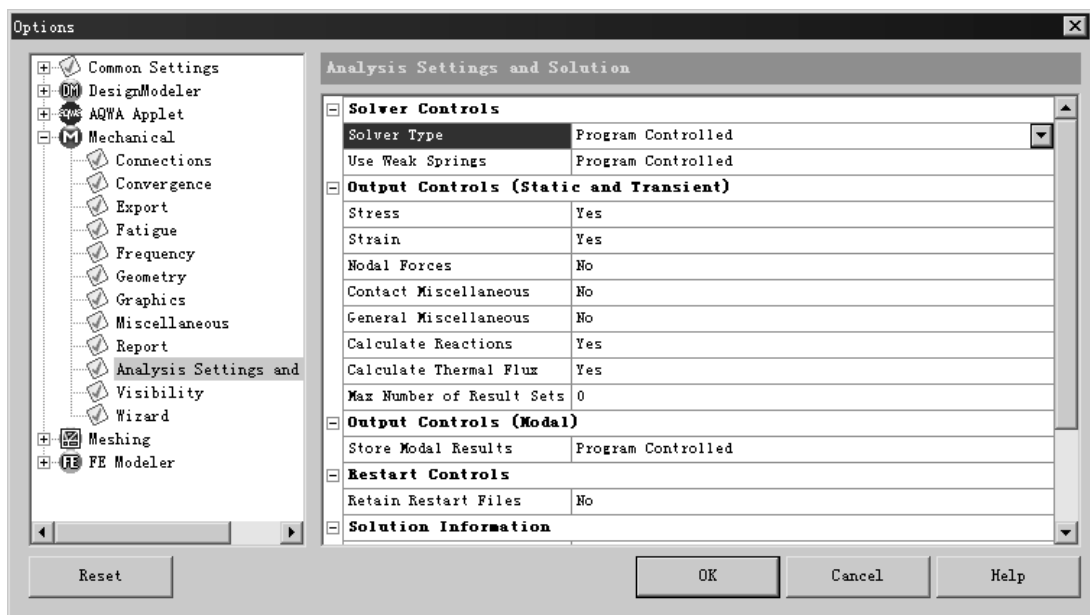 Options
Common Settings
DM DesignModeler
AQWA AQWA Applet
M Mechanical
Connections
Convergence
Export
Fatigue
Frequency
Geometry
Graphics
Miscellaneous
Report
Analysis Settings and
Visibility
Wizard
Meshing
FE FE Modeler
Analysis Settings and Solution
Solver Controls
Solver Type Program Controlled
Use Weak Springs Program Controlled
Output Controls (Static and Transient)
Stress Yes
Strain Yes
Nodal Forces No
Contact Miscellaneous No
General Miscellaneous No
Calculate Reactions Yes
Calculate Thermal Flux Yes
Max Number of Result Sets 0
Output Controls (Modal)
Store Modal Results Program Controlled
Restart Controls
Retain Restart Files No
Solution Information
Reset OK Cancel Help